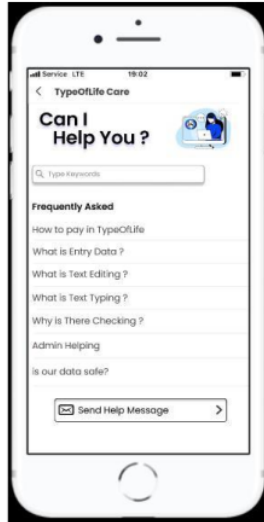 Service LTE 19:02
TypeOfLife Care
Can I
Help You ?
Type Keywords
Frequently Asked
How to pay in TypeOfLife
What is Entry Data ?
What is Text Editing ?
What is Text Typing ?
Why is There Checking ?
Admin Helping
is our data safe?
Send Help Message